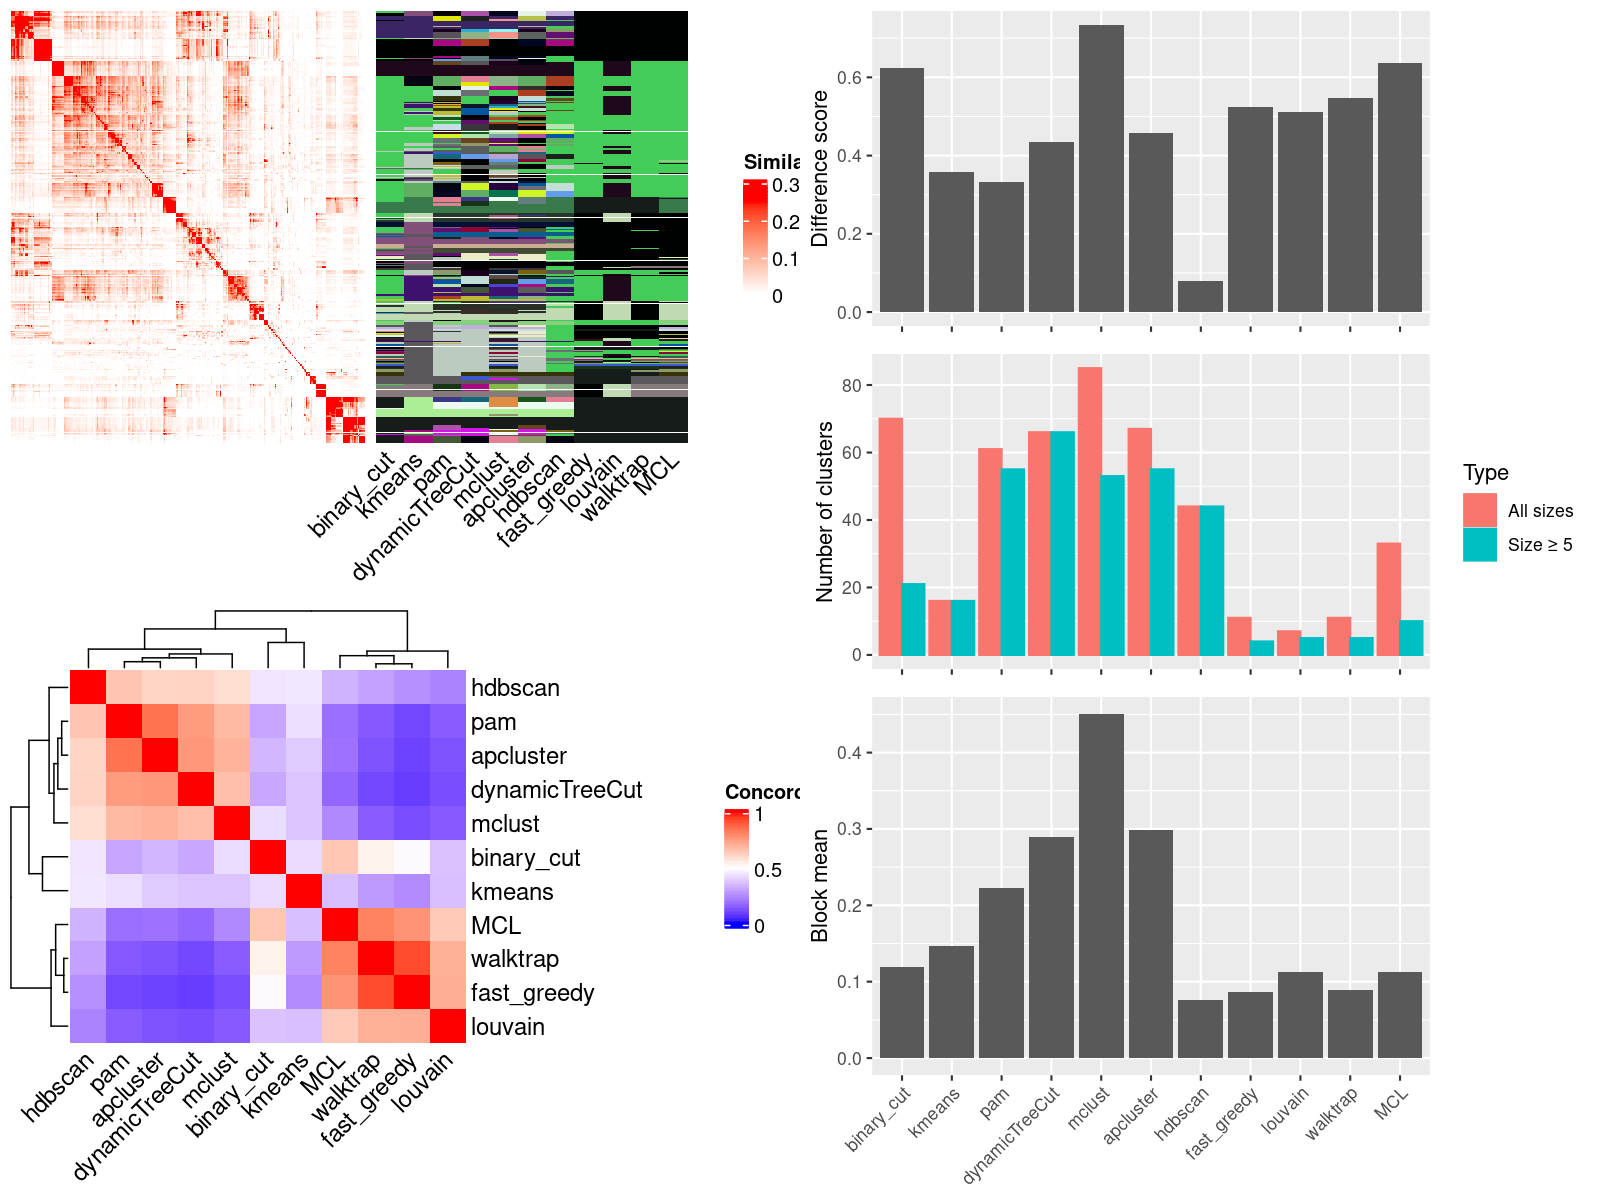 Simila
0.3
0.2
0.1
0
binary_cut
kmeans
pam
dynamicTreeCut
mclust
apcluster
hdbscan
fast_greedy
louvain
walktrap
MCL
Difference score
0.6
0.4
0.2
0.0
Number of clusters
80
60
40
20
0
Type
All sizes
Size ≥ 5
hdbscan
pam
apcluster
dynamicTreeCut
mclust
binary_cut
kmeans
MCL
walktrap
fast_greedy
louvain
hdbscan
pam
apcluster
dynamicTreeCut
mclust
binary_cut
kmeans
MCL
walktrap
fast_greedy
louvain
Concord
1
0.5
0
Block mean
0.4
0.3
0.2
0.1
0.0
binary_cut
kmeans
pam
dynamicTreeCut
mclust
apcluster
hdbscan
fast_greedy
louvain
walktrap
MCL